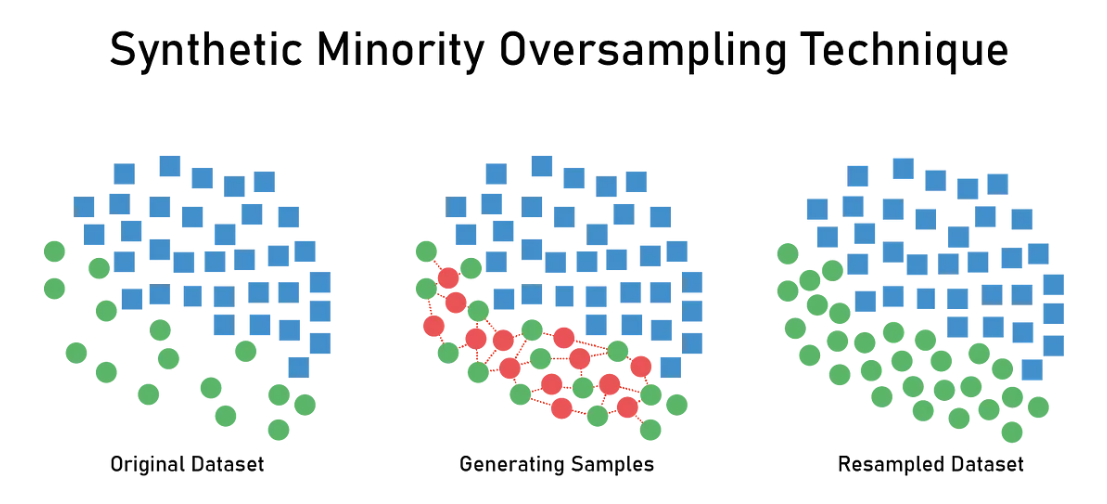 Synthetic Minority Oversampling Technique
Original Dataset
Generating Samples
Resampled Dataset